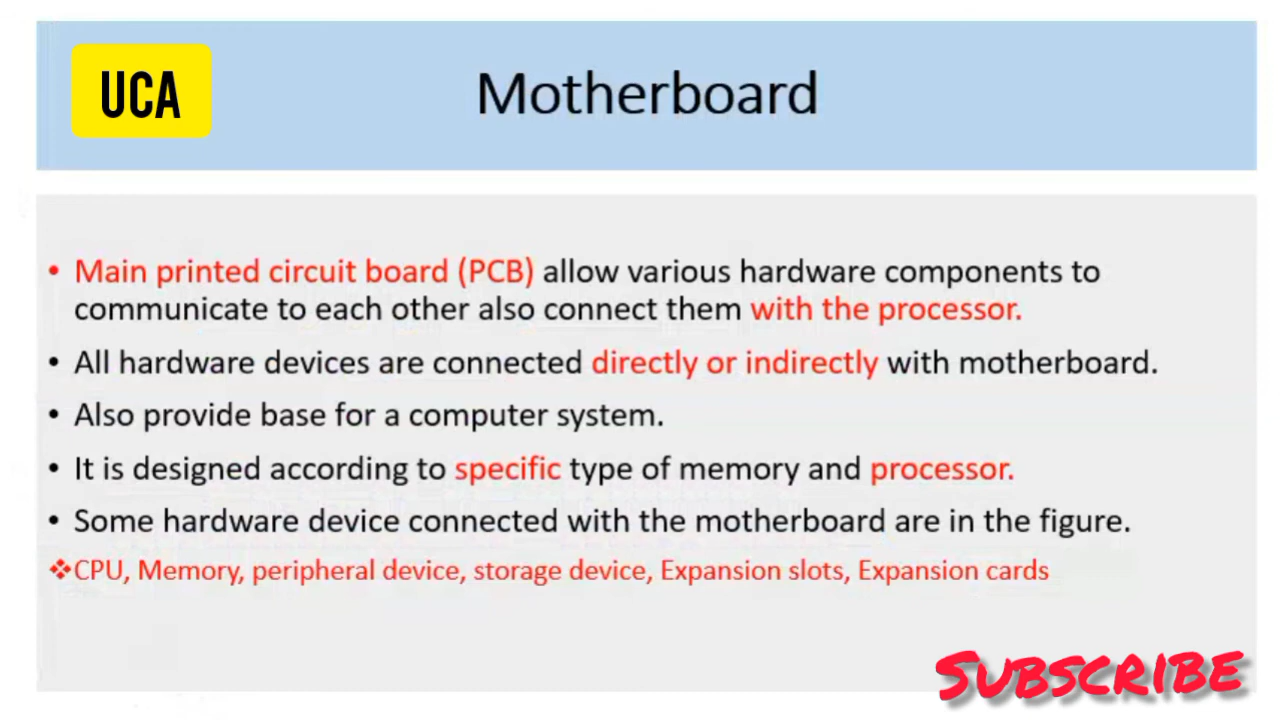 UCA
Motherboard
• Main printed circuit board (PCB) allow various hardware components to
communicate to each other also connect them with the processor.
• All hardware devices are connected directly or indirectly with motherboard.
• Also provide base for a computer system.
• It is designed according to specific type of memory and processor.
• Some hardware device connected with the motherboard are in the figure.
❖CPU, Memory, peripheral device, storage device, Expansion slots, Expansion cards
SUBSCRIBE